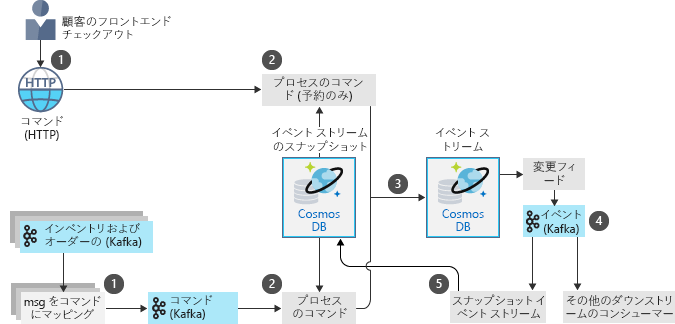 顧客のフロントエンド
チェックアウト
1
HTTP
コマンド
(HTTP)
2
プロセスのコマン
ド (予約のみ)
イベント ストリーム
のスナップショット
Cosmos
DB
3
イベント ス
トリーム
Cosmos
DB
変更フィ
ード
イベント
(Kafka)
4
インベントリおよび
オーダーの (Kafka)
1
msg をコマンド
にマッピング
コマンド
(Kafka)
2
プロセス
のコマンド
5
スナップショット イベ
ント ストリーム
その他のダウンストリ
ームのコンシューマー